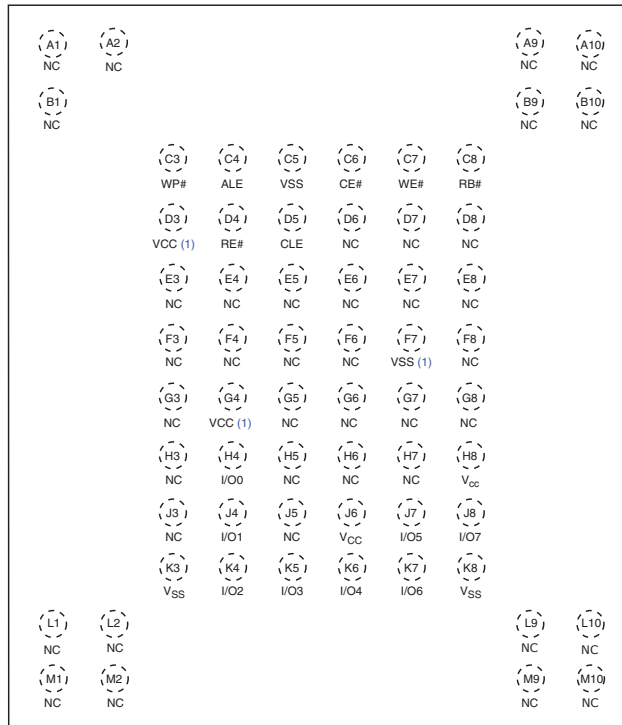 A1 A2 A9 A10
NC NC NC NC
B1 B9 B10
NC NC NC
C3 C4 C5 C6 C7 C8
WP# ALE VSS CE# WE# RB#
D3 D4 D5 D6 D7 D8
VCC (1) RE# CLE NC NC NC
E3 E4 E5 E6 E7 E8
NC NC NC NC NC NC
F3 F4 F5 F6 F7 F8
NC NC NC NC VSS (1) NC
G3 G4 G5 G6 G7 G8
NC VCC (1) NC NC NC NC
H3 H4 H5 H6 H7 H8
NC I/O0 NC NC NC Vcc
J3 J4 J5 J6 J7 J8
NC I/O1 NC VCC I/O5 I/O7
K3 K4 K5 K6 K7 K8
VSS I/O2 I/O3 I/O4 I/O6 VSS
L1 L2 L9 L10
NC NC NC NC
M1 M2 M9 M10
NC NC NC NC